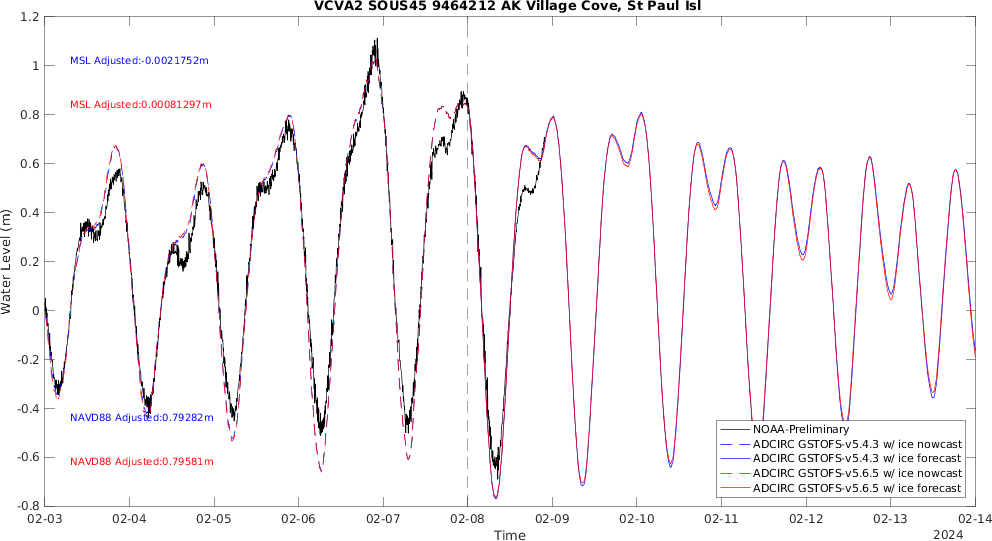 VCVA2 SOUS45 9464212 AK Village Cove, St Paul Isl
Water Level (m)
1.2
1
0.8
0.6
0.4
0.2
0
-0.2
-0.4
-0.6
-0.8
MSL Adjusted:-0.0021752m
MSL Adjusted:0.00081297m
NAVD88 Adjusted:0.79282m
NAVD88 Adjusted:0.79581m
NOAA-Preliminary
ADCIRC GSTOFS-v5.4.3 w/ ice nowcast
ADCIRC GSTOFS-v5.4.3 w/ ice forecast
ADCIRC GSTOFS-v5.6.5 w/ ice nowcast
ADCIRC GSTOFS-v5.6.5 w/ ice forecast
02-03 02-04 02-05 02-06 02-07 02-08 02-09 02-10 02-11 02-12 02-13 02-14
Time
2024